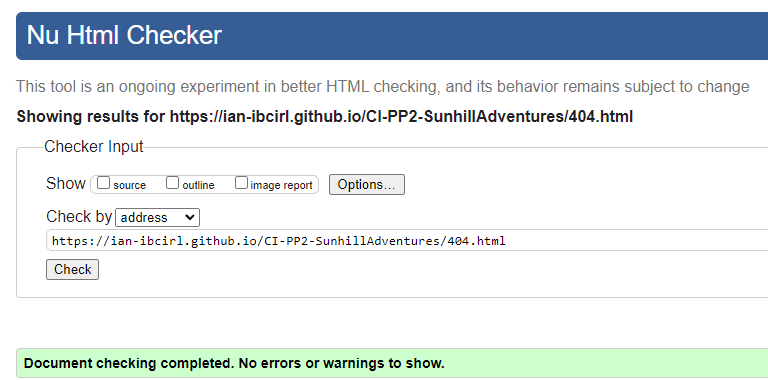 Nu Html Checker
This tool is an ongoing experiment in better HTML checking, and its behavior remains subject to change
Showing results for https://ian-ibcirl.github.io/CI-PP2-SunhillAdventures/404.html
Checker Input
Show source outline image report Options...
Check by address
https://ian-ibcirl.github.io/CI-PP2-SunhillAdventures/404.html
Check
Document checking completed. No errors or warnings to show.